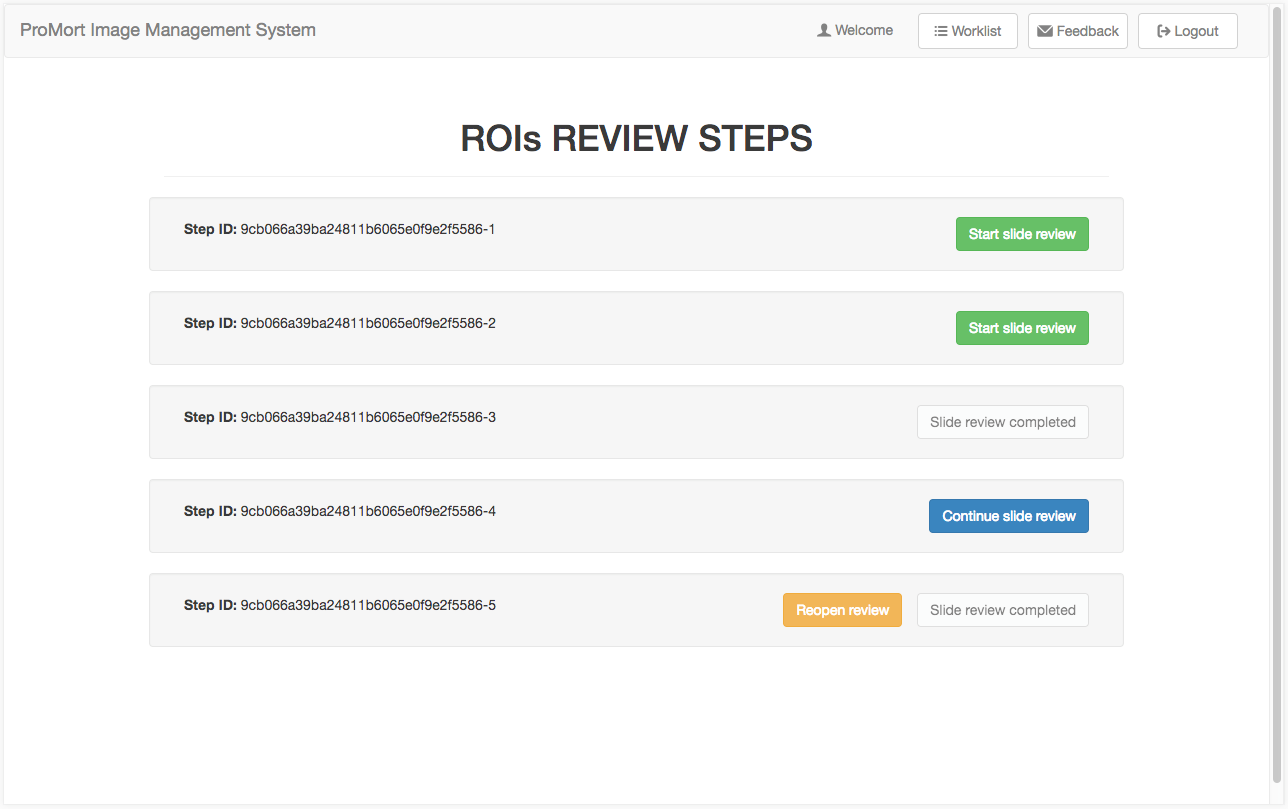 ProMort Image Management System Welcome Worklist Feedback Logout
ROIs REVIEW STEPS
Step ID: 9cb066a39ba24811b6065e0f9e2f5586-1 Start slide review
Step ID: 9cb066a39ba24811b6065e0f9e2f5586-2 Start slide review
Step ID: 9cb066a39ba24811b6065e0f9e2f5586-3 Slide review completed
Step ID: 9cb066a39ba24811b6065e0f9e2f5586-4 Continue slide review
Step ID: 9cb066a39ba24811b6065e0f9e2f5586-5 Reopen review Slide review completed